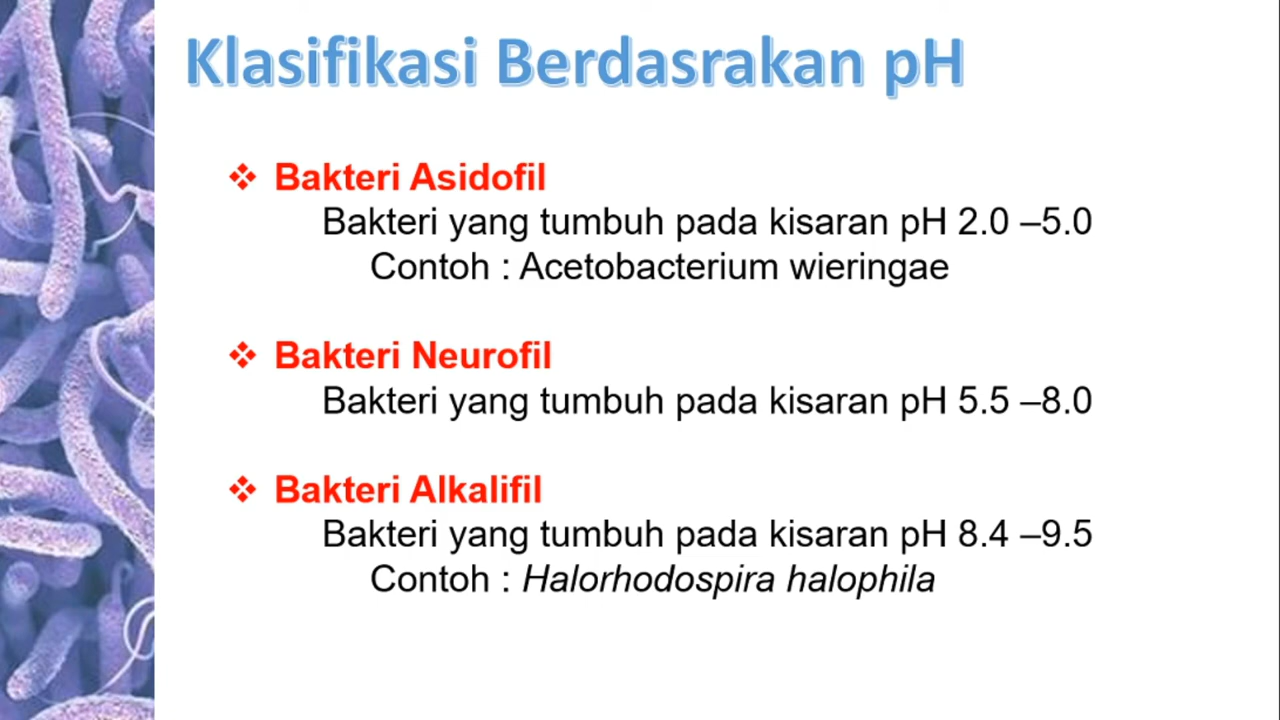 Klasifikasi Berdasrakan pH
❖ Bakteri Asidofil
Bakteri yang tumbuh pada kisaran pH 2.0 –5.0
Contoh : Acetobacterium wieringae
❖ Bakteri Neurofil
Bakteri yang tumbuh pada kisaran pH 5.5 –8.0
❖ Bakteri Alkalifil
Bakteri yang tumbuh pada kisaran pH 8.4 –9.5
Contoh : Halorhodospira halophila